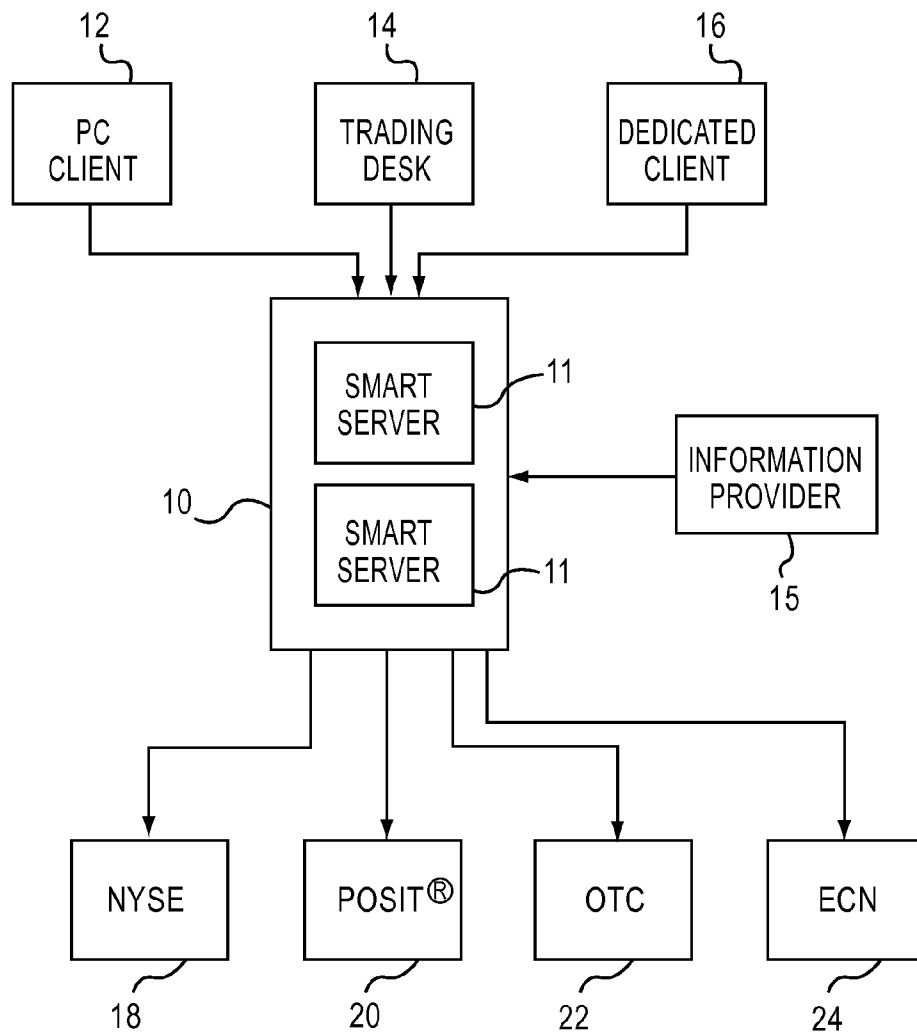 12
14
16
PC
CLIENT
TRADING
DESK
DEDICATED
CLIENT
SMART
SERVER
11
10
SMART
SERVER
11
INFORMATION
PROVIDER
15
NYSE
POSIT®
OTC
ECN
18
20
22
24